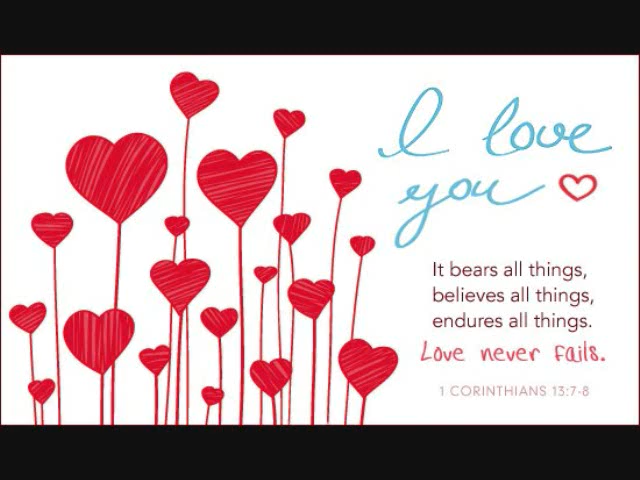 I love
you
It bears all things,
believes all things,
endures all things.
Love never fails.
1 CORINTHIANS 13:7-8